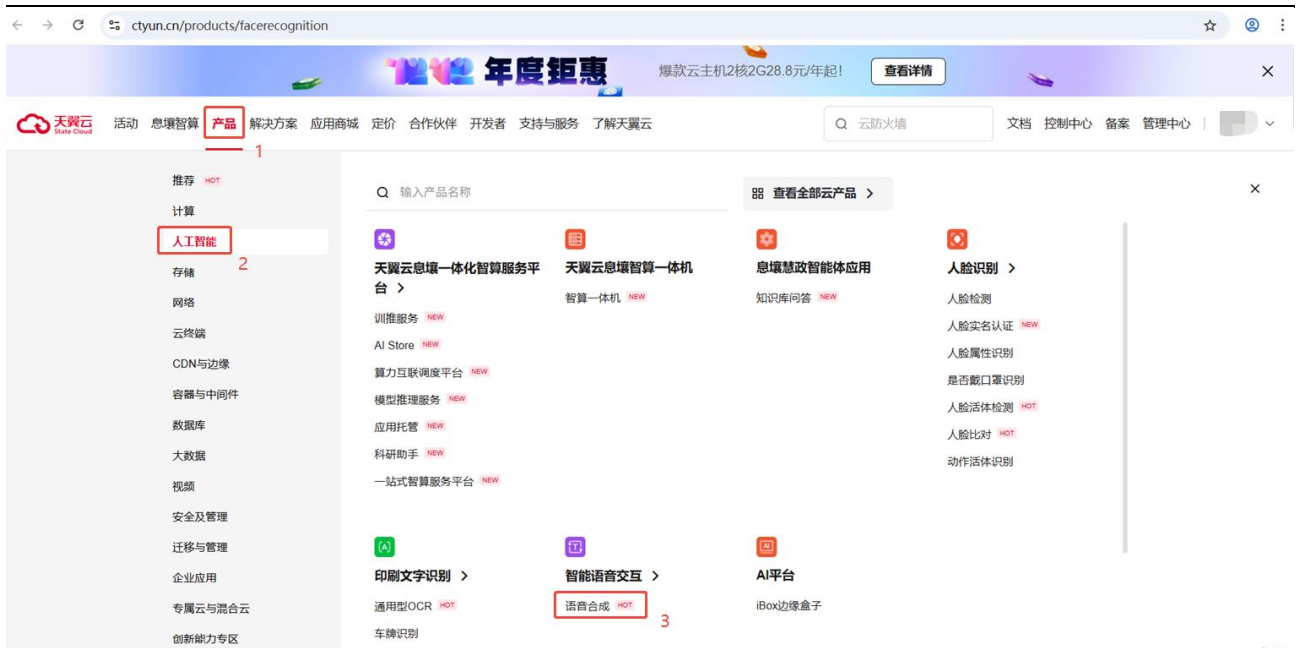 ctyun.cn/products/facerecognition
1212 年度钜惠
爆款云主机2核2G28.8元/年起！
查看详情
天翼云
State Cloud
活动 息壤智算 产品 解决方案 应用商城 定价 合作伙伴 开发者 支持与服务 了解天翼云
云防火墙
文档 控制中心 备案 管理中心
1
推荐 HOT
计算
人工智能
2
存储
网络
云终端
CDN与边缘
容器与中间件
数据库
大数据
视频
安全及管理
迁移与管理
企业应用
专属云与混合云
创新能力专区
输入产品名称
查看全部云产品
天翼云息壤一体化智算服务平
台
训推服务 NEW
AI Store NEW
算力互联调度平台 NEW
模型推理服务 NEW
应用托管 NEW
科研助手 NEW
一站式智算服务平台 NEW
天翼云息壤智算一体机
智算一体机 NEW
息壤慧政智能体应用
知识库问答 NEW
人脸识别
人脸检测
人脸实名认证 NEW
人脸属性识别
是否戴口罩识别
人脸活体检测 HOT
人脸比对 HOT
动作活体识别
印刷文字识别
通用型OCR HOT
车牌识别
智能语音交互
语音合成 HOT
3
AI
AI平台
iBox边缘盒子